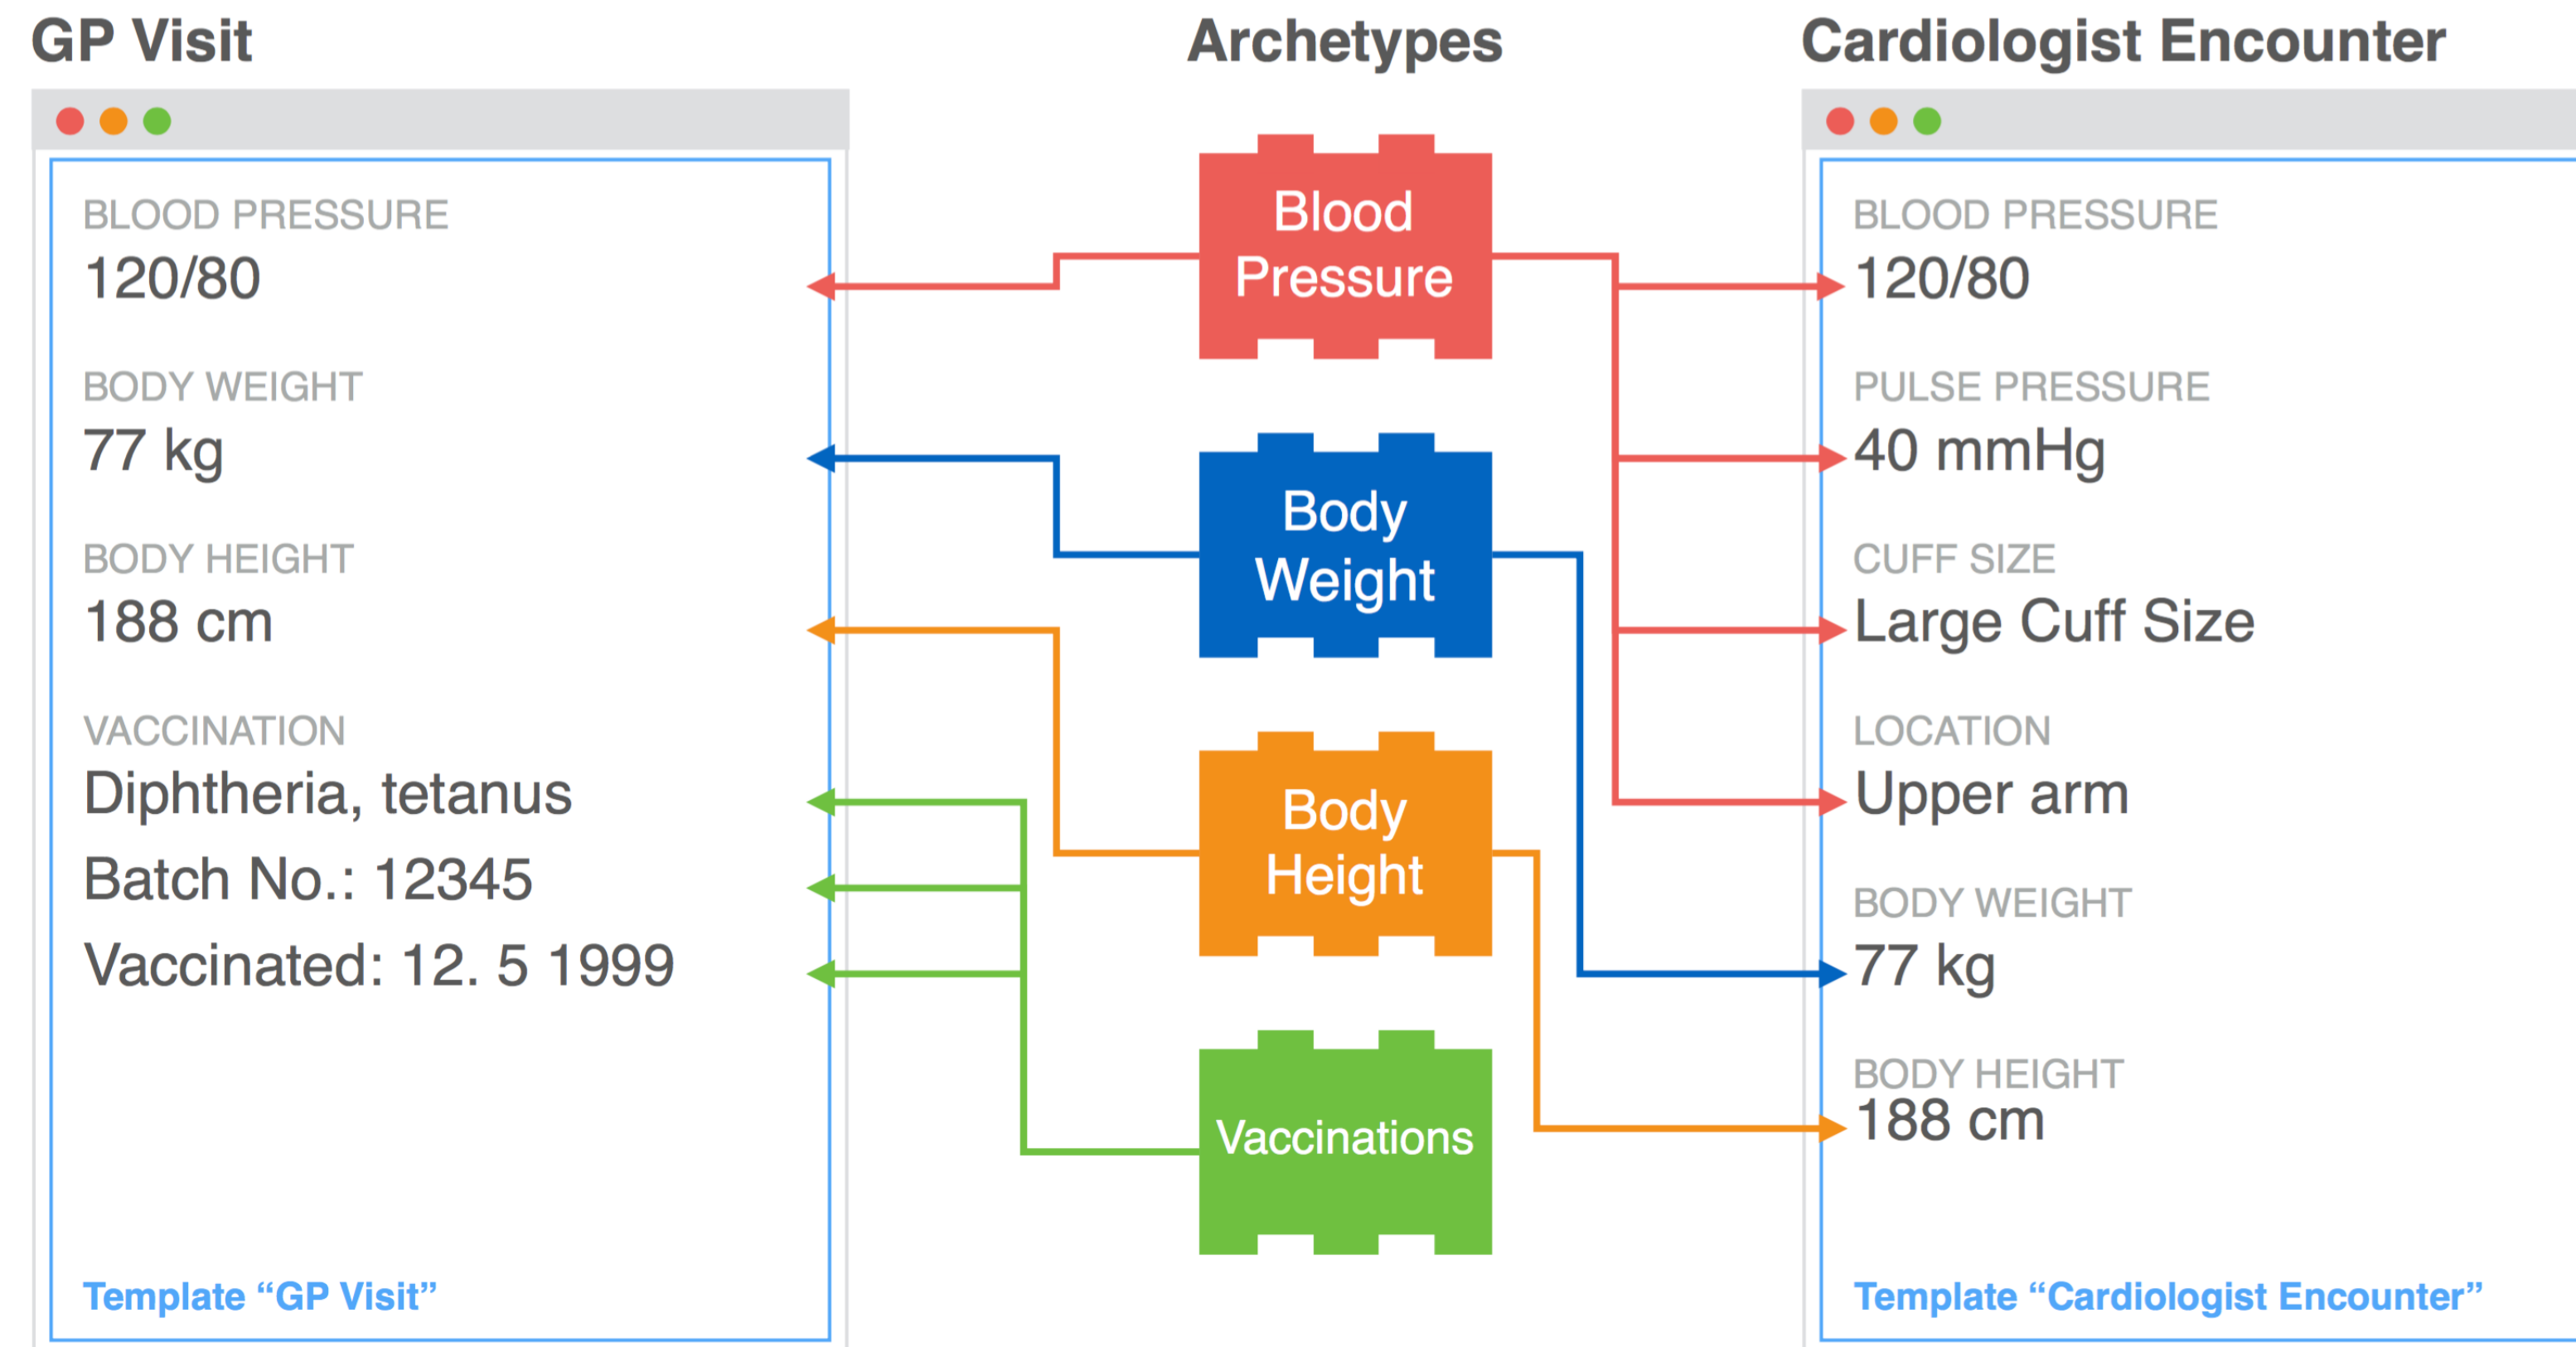 GP Visit
BLOOD PRESSURE
120/80
BODY WEIGHT
77 kg
BODY HEIGHT
188 cm
VACCINATION
Diphtheria, tetanus
Batch No.: 12345
Vaccinated: 12. 5 1999
Template “GP Visit”
Archetypes
Blood
Pressure
Body
Weight
Body
Height
Vaccinations
Cardiologist Encounter
BLOOD PRESSURE
120/80
PULSE PRESSURE
40 mmHg
CUFF SIZE
Large Cuff Size
LOCATION
Upper arm
BODY WEIGHT
77 kg
BODY HEIGHT
188 cm
Template “Cardiologist Encounter”